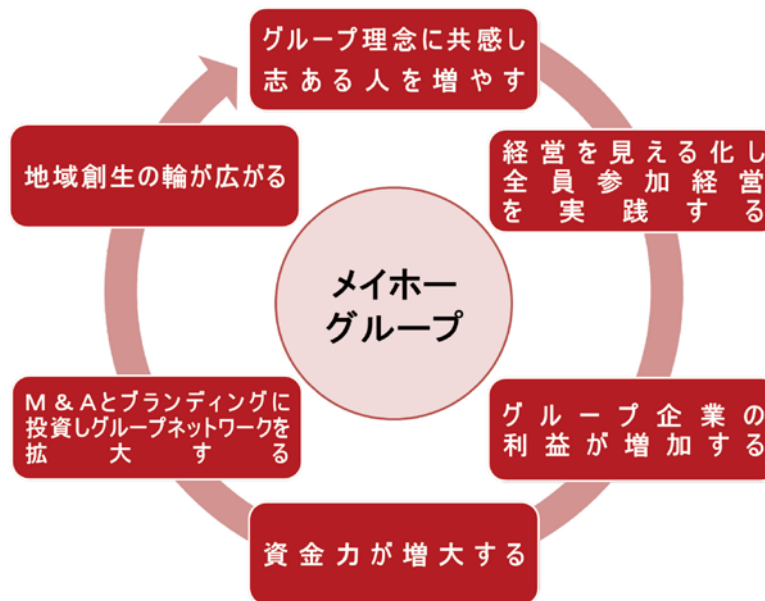 グループ理念に共感し
志ある人を増やす
経営を見える化し
全員参加経営
を実践する
グループ企業の
利益が増加する
資金力が増大する
M&Aとブランディングに
投資しグループネットワークを
拡大する
地域創生の輪が広がる
メイホー
グループ